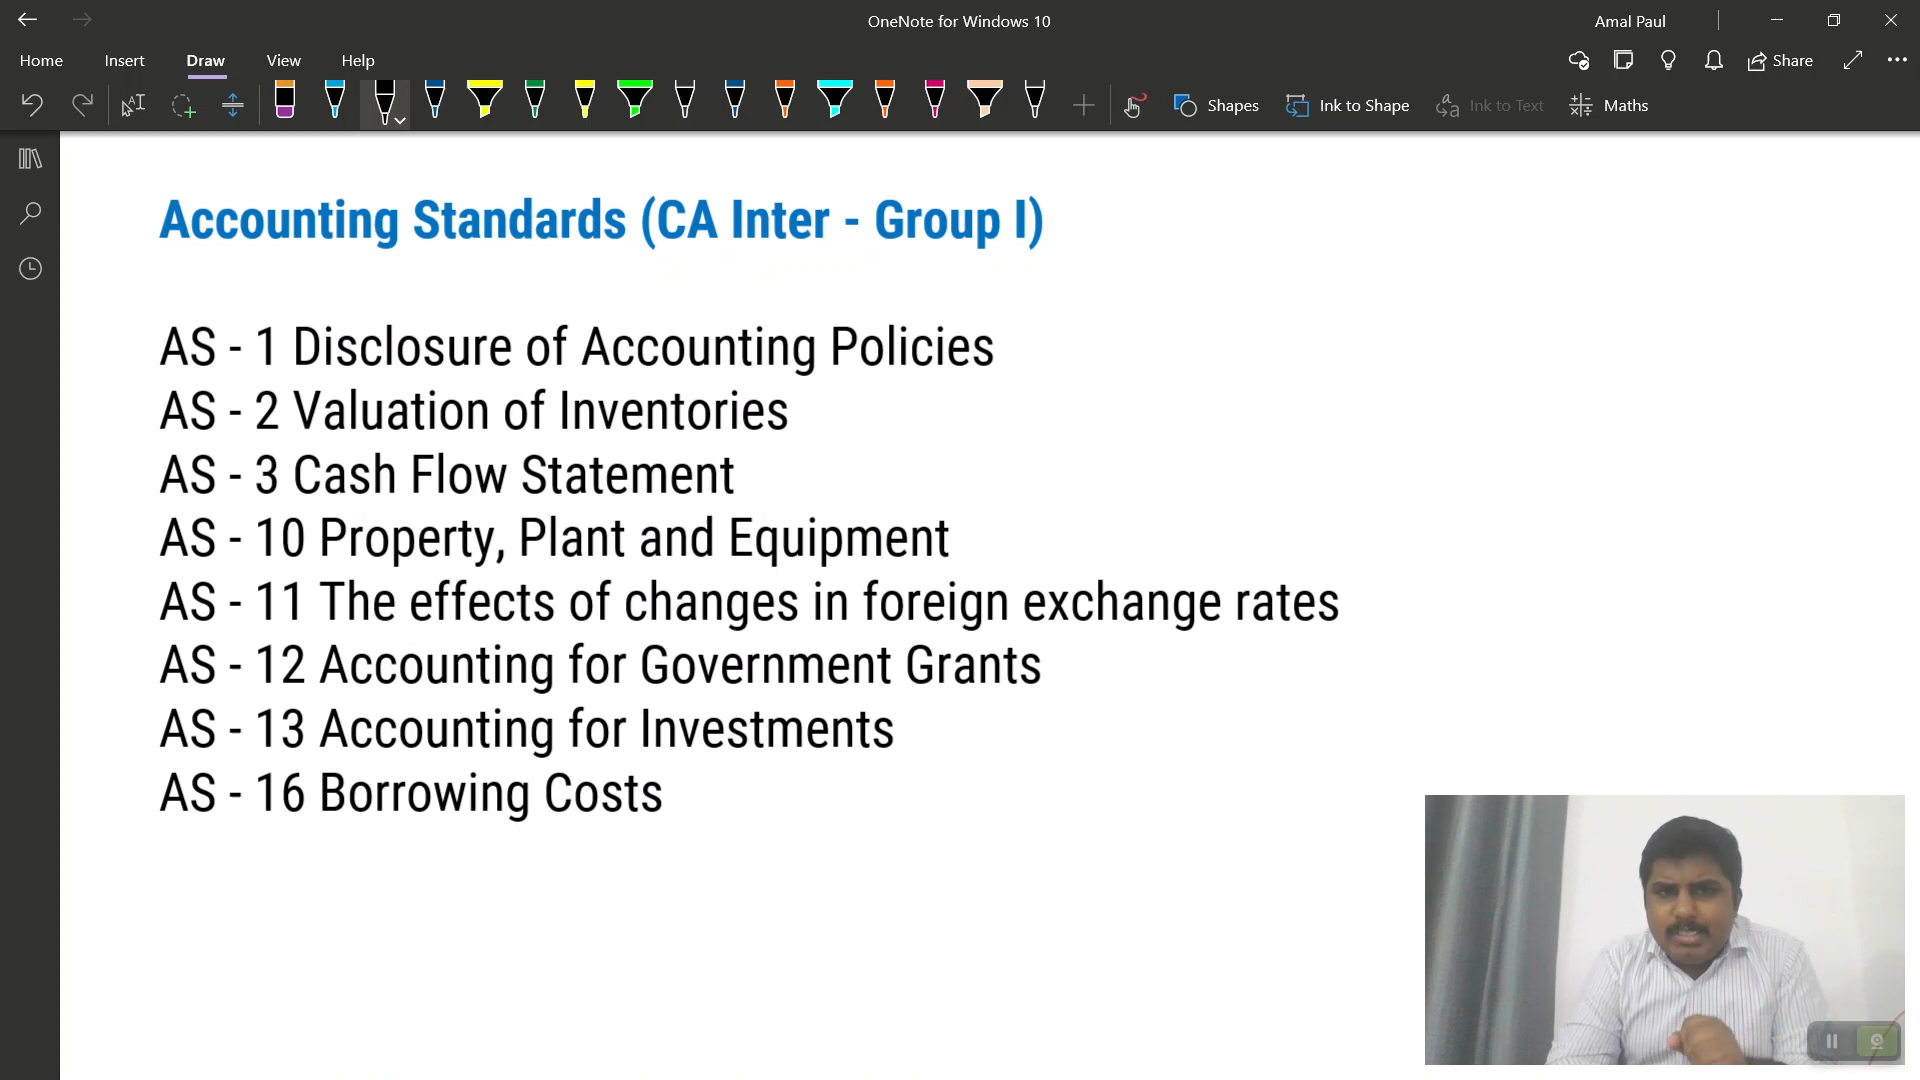 OneNote for Windows 10
Amal Paul
Home Insert Draw View Help
Share
Shapes Ink to Shape Ink to Text Maths
Accounting Standards (CA Inter - Group I)
AS - 1 Disclosure of Accounting Policies
AS - 2 Valuation of Inventories
AS - 3 Cash Flow Statement
AS - 10 Property, Plant and Equipment
AS - 11 The effects of changes in foreign exchange rates
AS - 12 Accounting for Government Grants
AS - 13 Accounting for Investments
AS - 16 Borrowing Costs